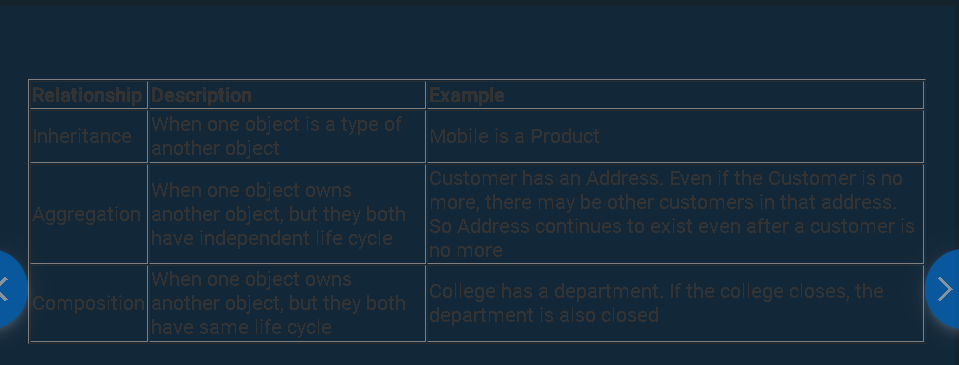 Relationship Description Example
Inheritance
When one object is a type of
another object
Mobile is a Product
Aggregation
When one object owns
another object, but they both
have independent life cycle
Customer has an Address. Even if the Customer is no
more, there may be other customers in that address.
So Address continues to exist even after a customer is
no more
Composition
When one object owns
another object, but they both
have same life cycle
College has a department. If the college closes, the
department is also closed